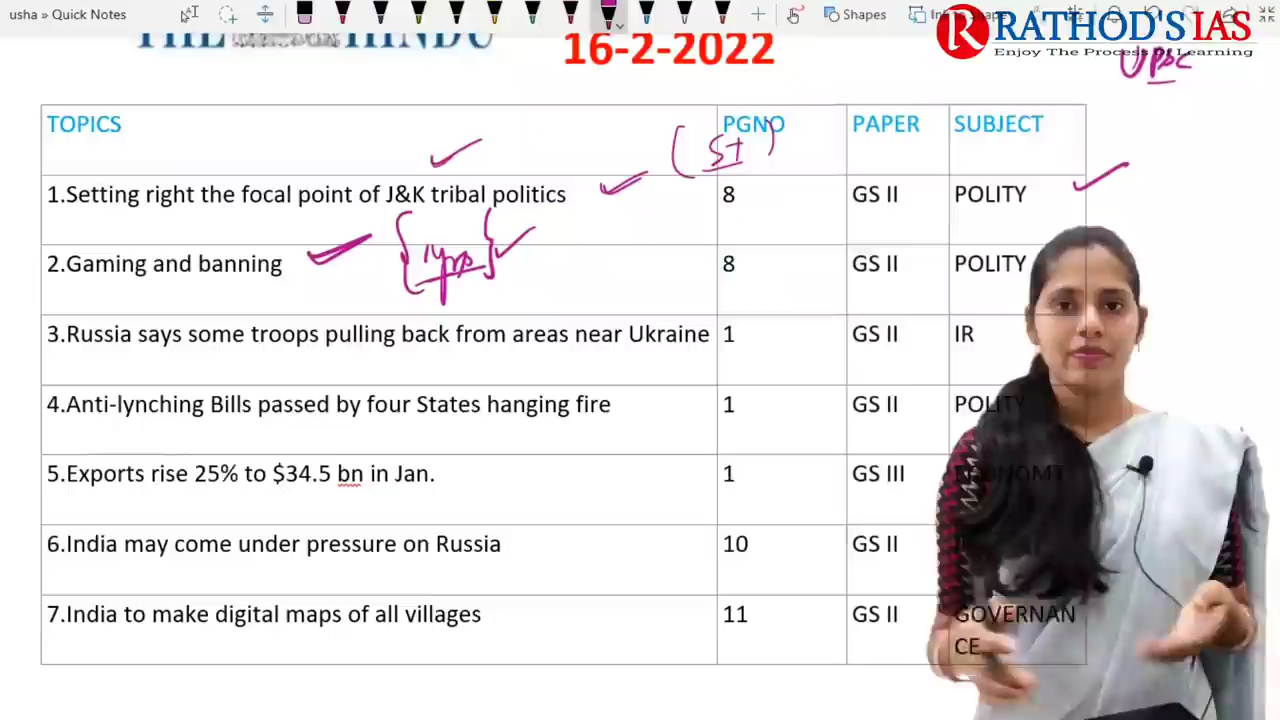 usha » Quick Notes
Shapes
THE HINDU
16-2-2022
RATHOD'S IAS
Enjoy The Process Of Learning
UPSC
TOPICS PGNO PAPER SUBJECT
(ST)
1.Setting right the focal point of J&K tribal politics 8 GS II POLITY
2.Gaming and banning 8 GS II POLITY
3.Russia says some troops pulling back from areas near Ukraine 1 GS II IR
4.Anti-lynching Bills passed by four States hanging fire 1 GS II POLITY
5.Exports rise 25% to $34.5 bn in Jan. 1 GS III ECONOMT
6.India may come under pressure on Russia 10 GS II
7.India to make digital maps of all villages 11 GS II GOVERNAN
CE